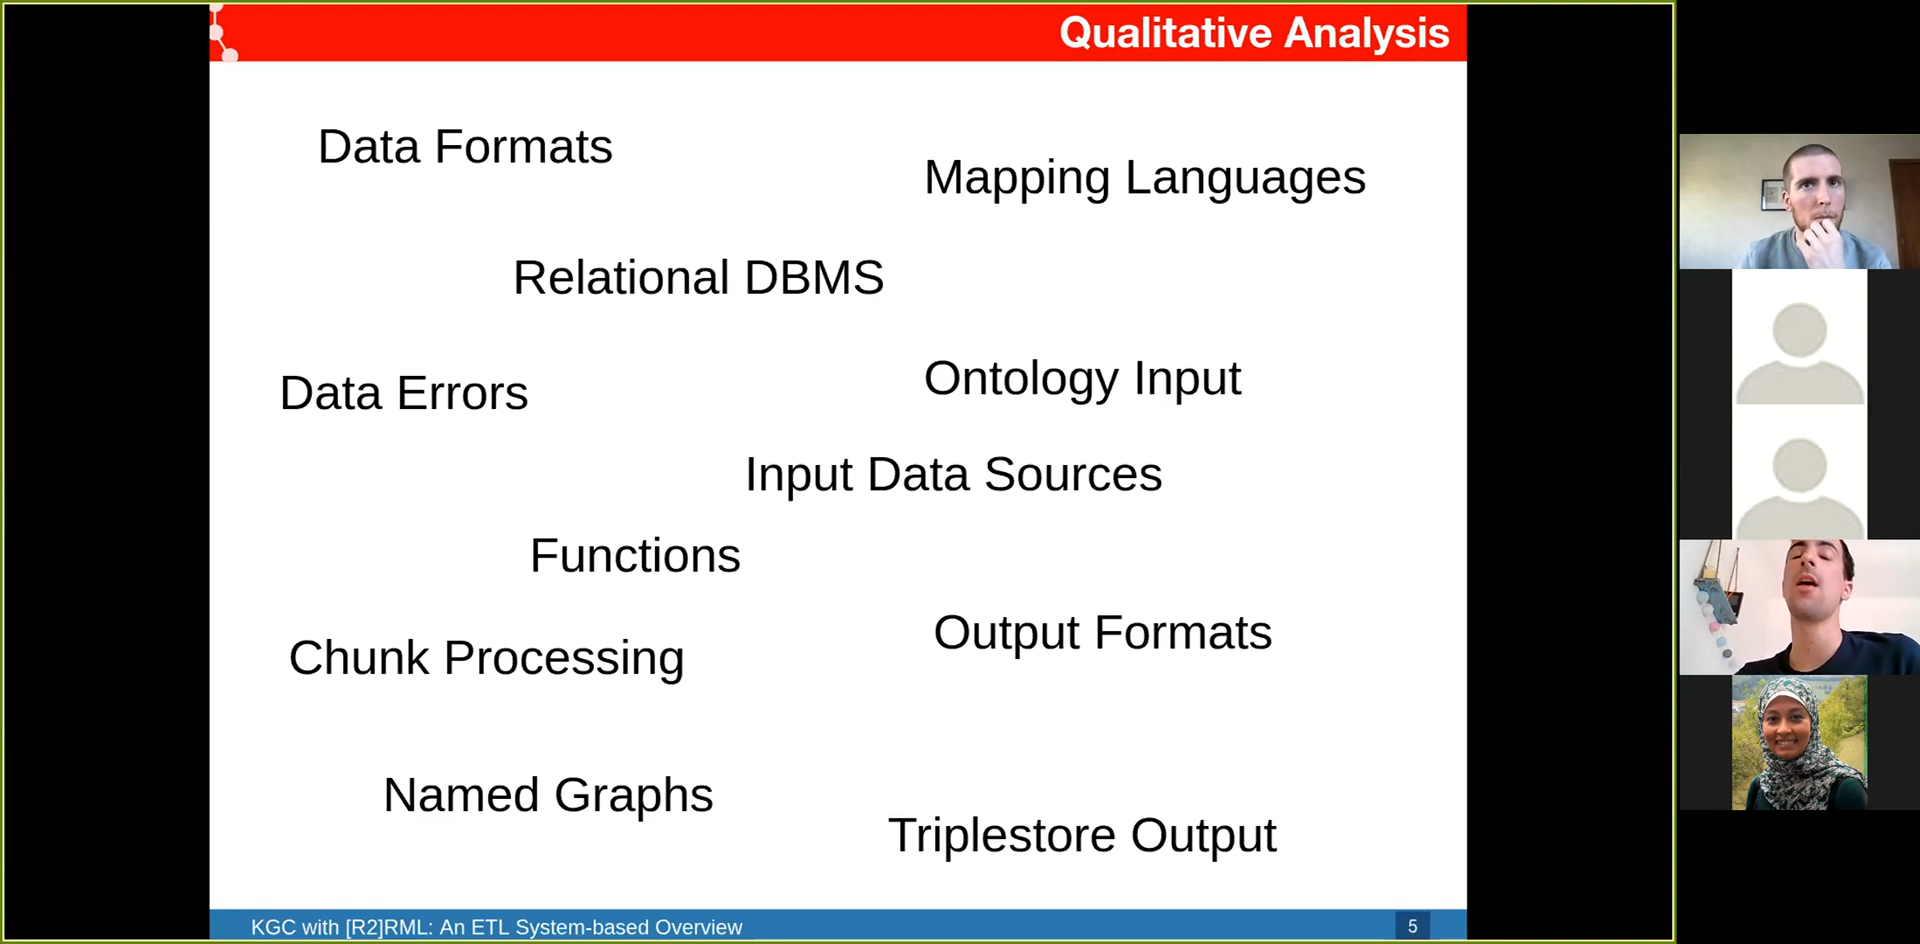 Qualitative Analysis
Data Formats
Mapping Languages
Relational DBMS
Data Errors
Ontology Input
Input Data Sources
Functions
Output Formats
Chunk Processing
Named Graphs
Triplestore Output
KGC with [R2]RML: An ETL System-based Overview
5